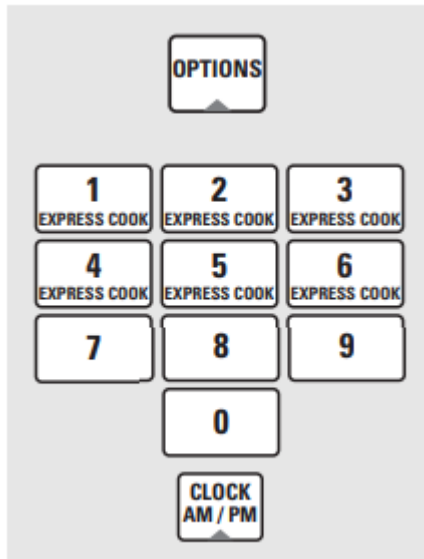 OPTIONS
1 2 3
EXPRESS COOK EXPRESS COOK EXPRESS COOK
4 5 6
EXPRESS COOK EXPRESS COOK EXPRESS COOK
7 8 9
0
CLOCK
AM / PM